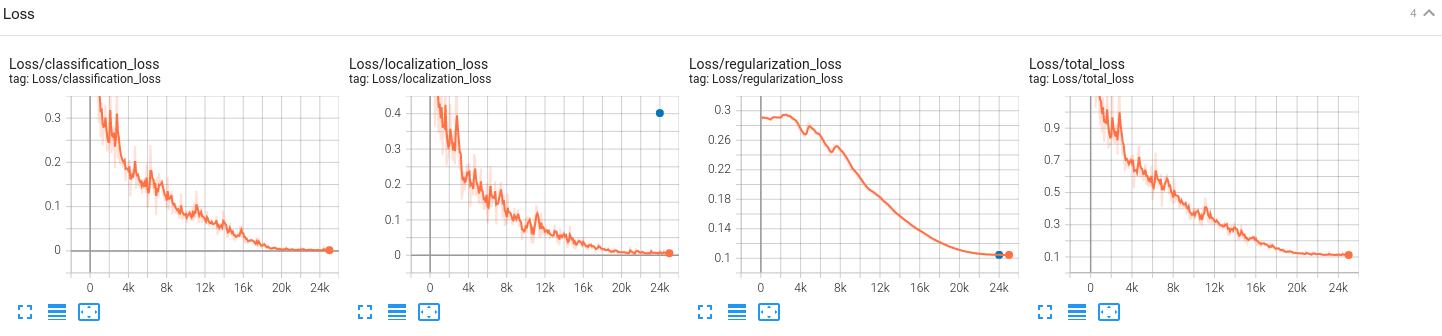 Loss
4
Loss/classification_loss
tag: Loss/classification_loss
0.3
0.2
0.1
0
0 4k 8k 12k 16k 20k 24k
Loss/localization_loss
tag: Loss/localization_loss
0.4
0.3
0.2
0.1
0
0 4k 8k 12k 16k 20k 24k
Loss/regularization_loss
tag: Loss/regularization_loss
0.3
0.26
0.22
0.18
0.14
0.1
0 4k 8k 12k 16k 20k 24k
Loss/total_loss
tag: Loss/total_loss
0.9
0.7
0.5
0.3
0.1
0 4k 8k 12k 16k 20k 24k